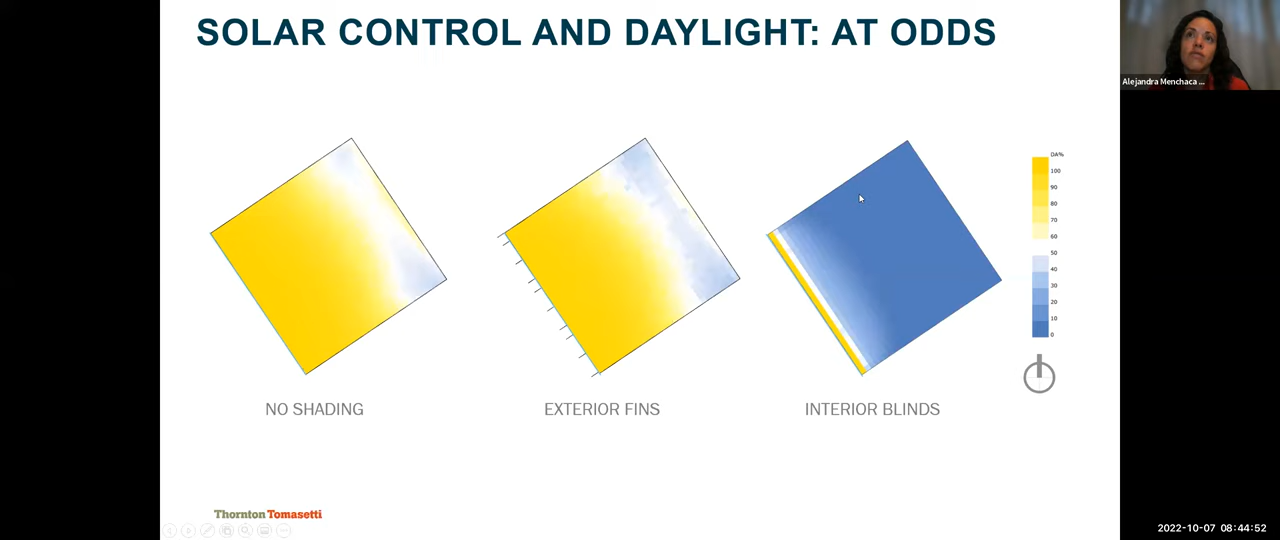 SOLAR CONTROL AND DAYLIGHT: AT ODDS
Alejandra Menchaca ...
DA%
100
90
80
70
60
50
40
30
20
10
0
NO SHADING
EXTERIOR FINS
INTERIOR BLINDS
Thornton Tomasetti
2022-10-07 08:44:52